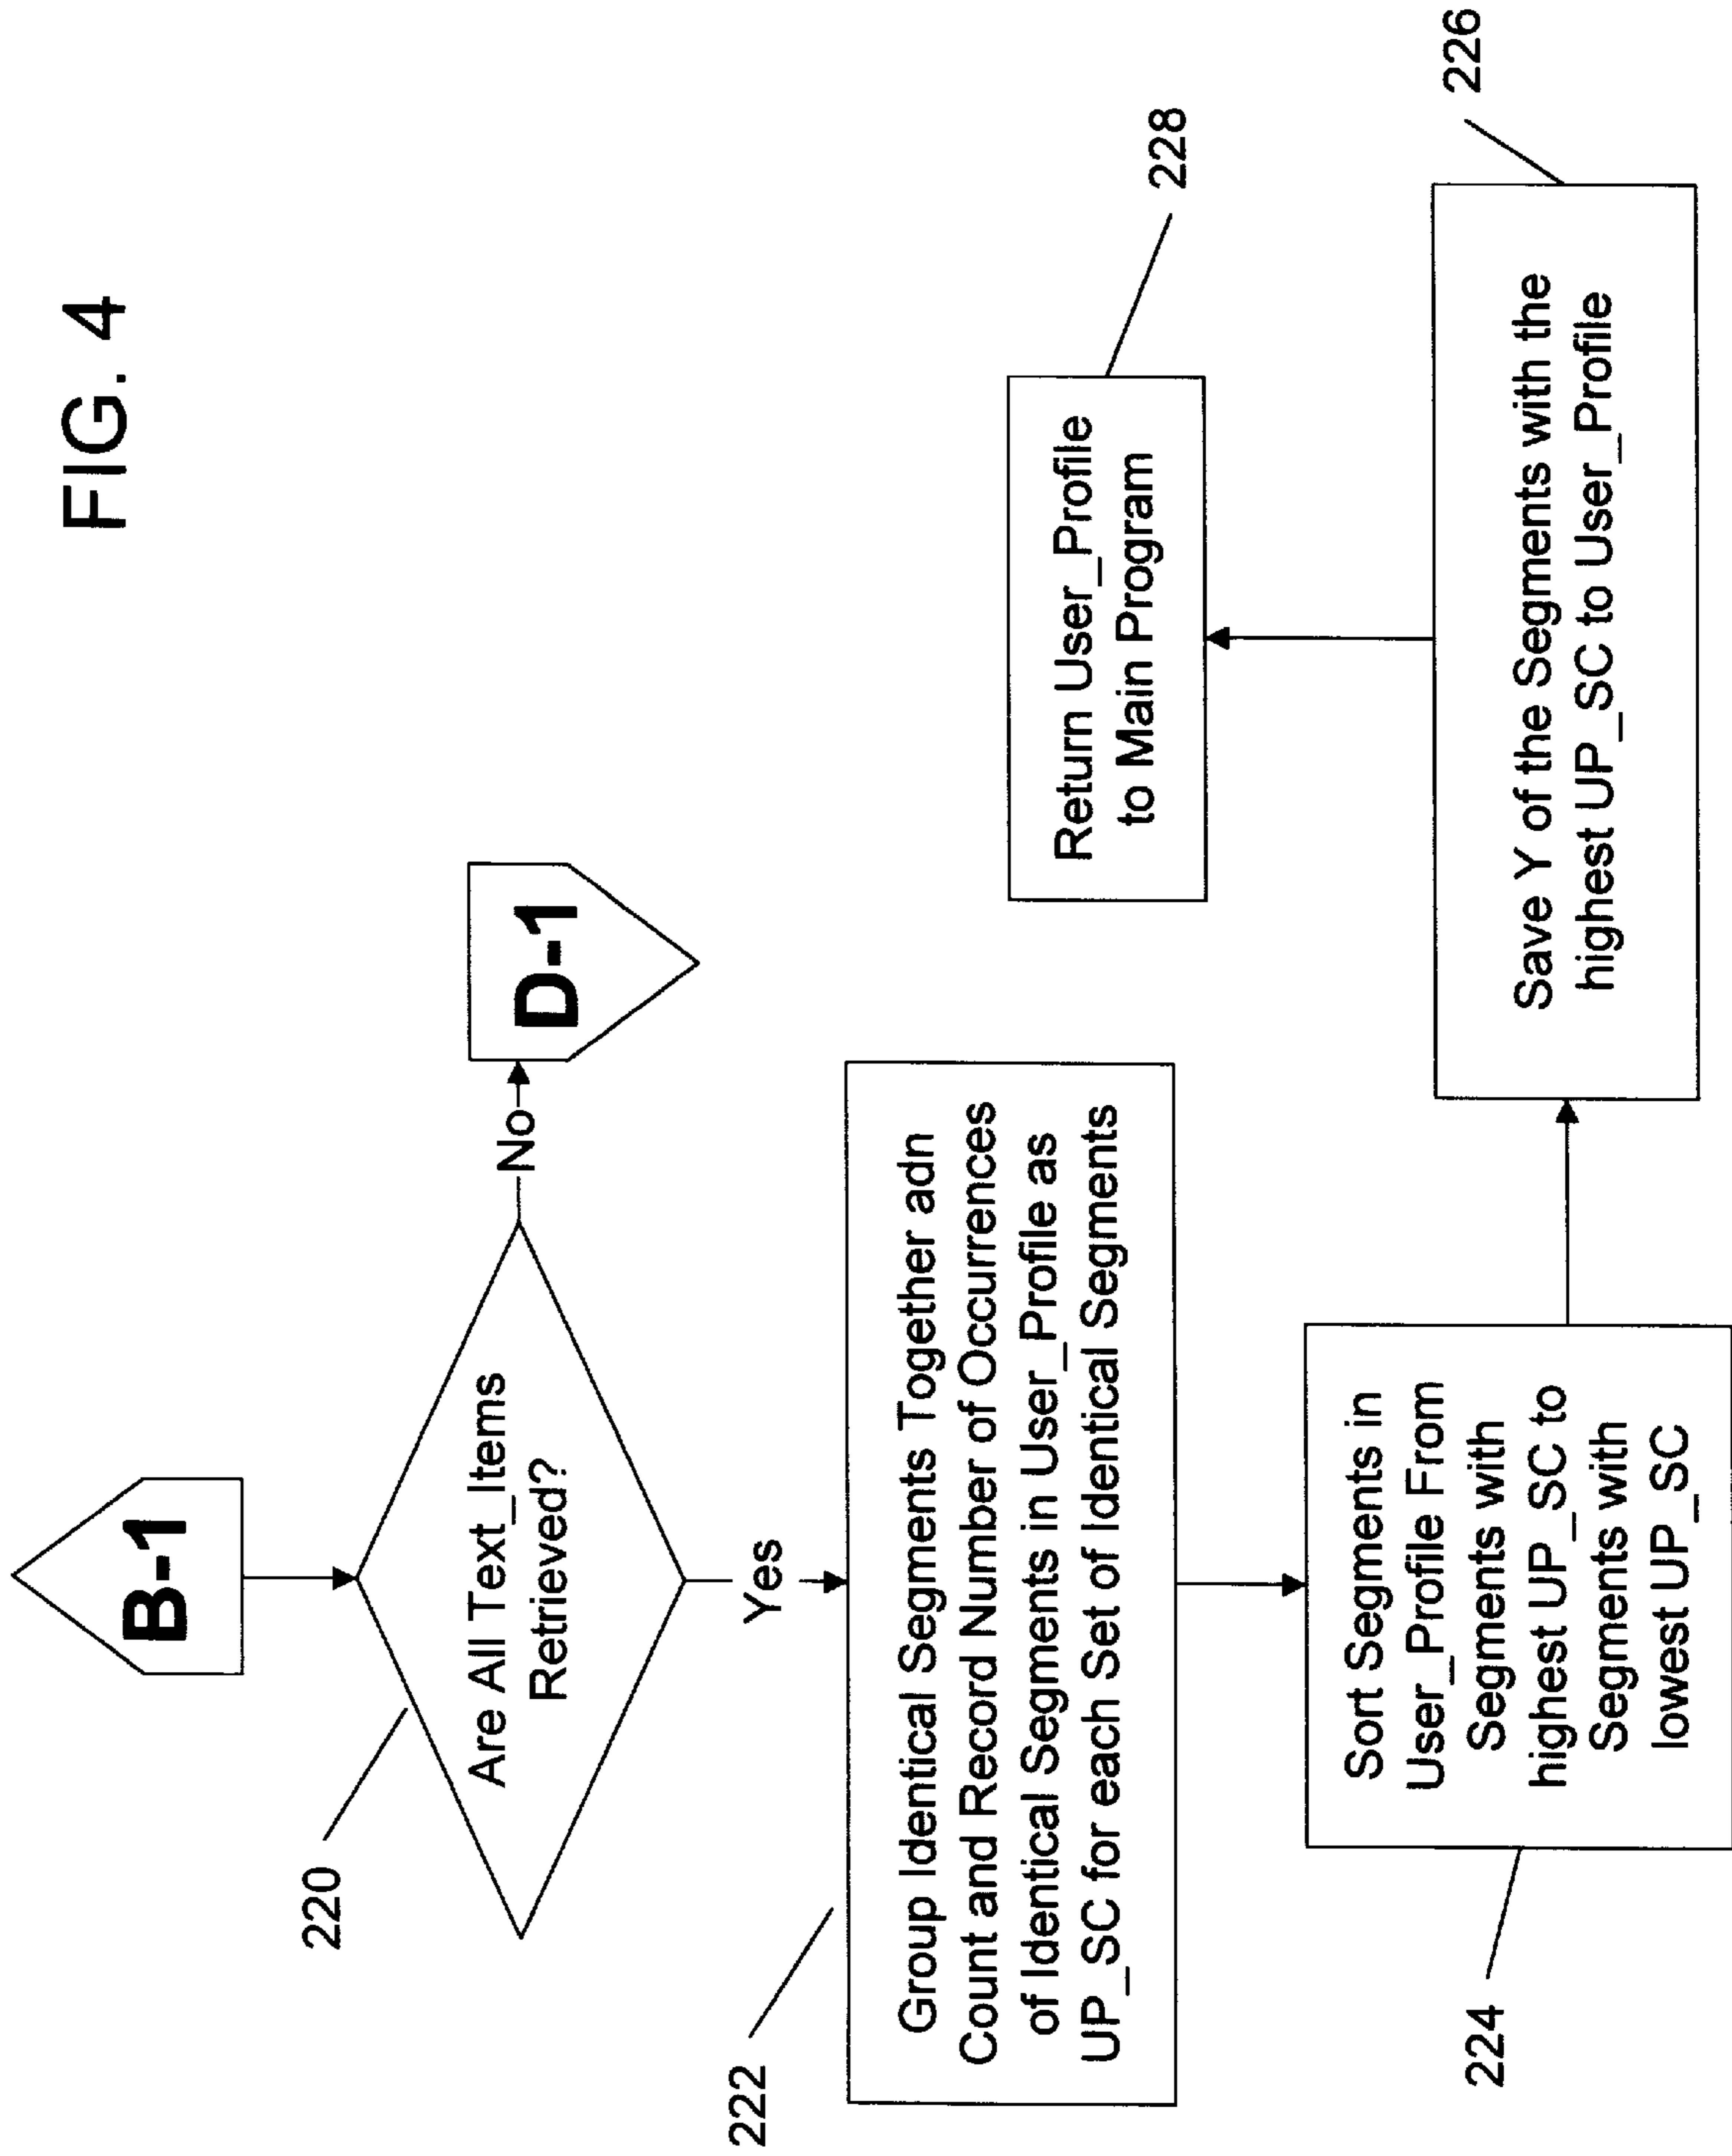 FIG. 4
B-1
220
Are All Text_Items
Retrieved?
No
D-1
Yes
222
Group Identical Segments Together adn
Count and Record Number of Occurrences
of Identical Segments in User_Profile as
UP_SC for each Set of Identical Segments
224
Sort Segments in
User_Profile From
Segments with
highest UP_SC to
Segments with
lowest UP_SC
226
Save Y of the Segments with the
highest UP_SC to User_Profile
228
Return User_Profile
to Main Program